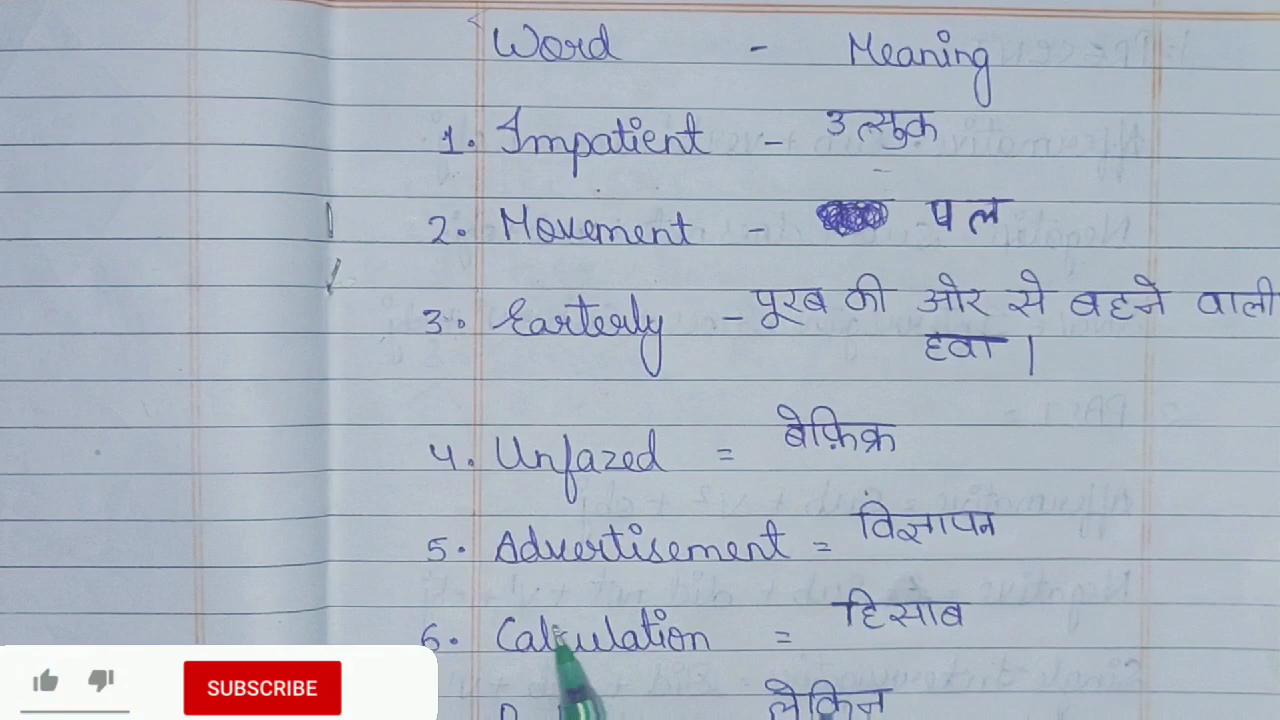 Word - Meaning
1. Impatient - उत्सुक
2. Movement - पल
3. Earterly - पूरब की ओर से बहने वाली
हवा |
4. Unfazed = बेफ़िक्र
5. Advertisement = विज्ञापन
6. Calculation = हिसाब
लेकिन
SUBSCRIBE